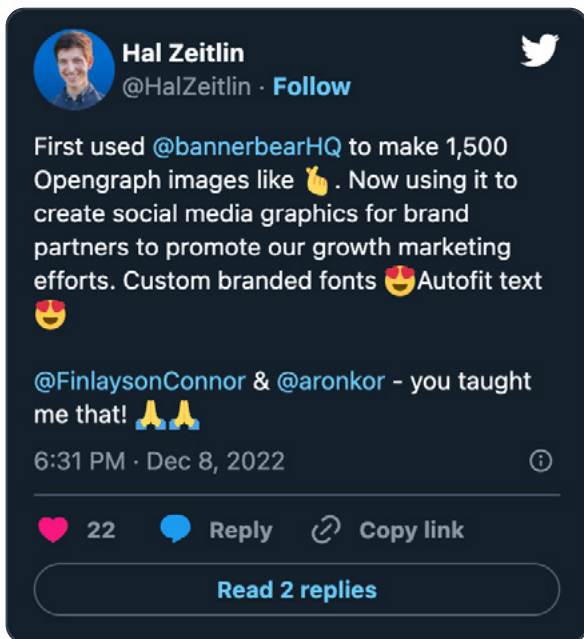 Hal Zeitlin
@HalZeitlin · Follow
First used @bannerbearHQ to make 1,500
Opengraph images like 🫰. Now using it to
create social media graphics for brand
partners to promote our growth marketing
efforts. Custom branded fonts 😍Autofit text
😍
@FinlaysonConnor & @aronkor - you taught
me that! 🙏🙏
6:31 PM · Dec 8, 2022
22 Reply Copy link
Read 2 replies